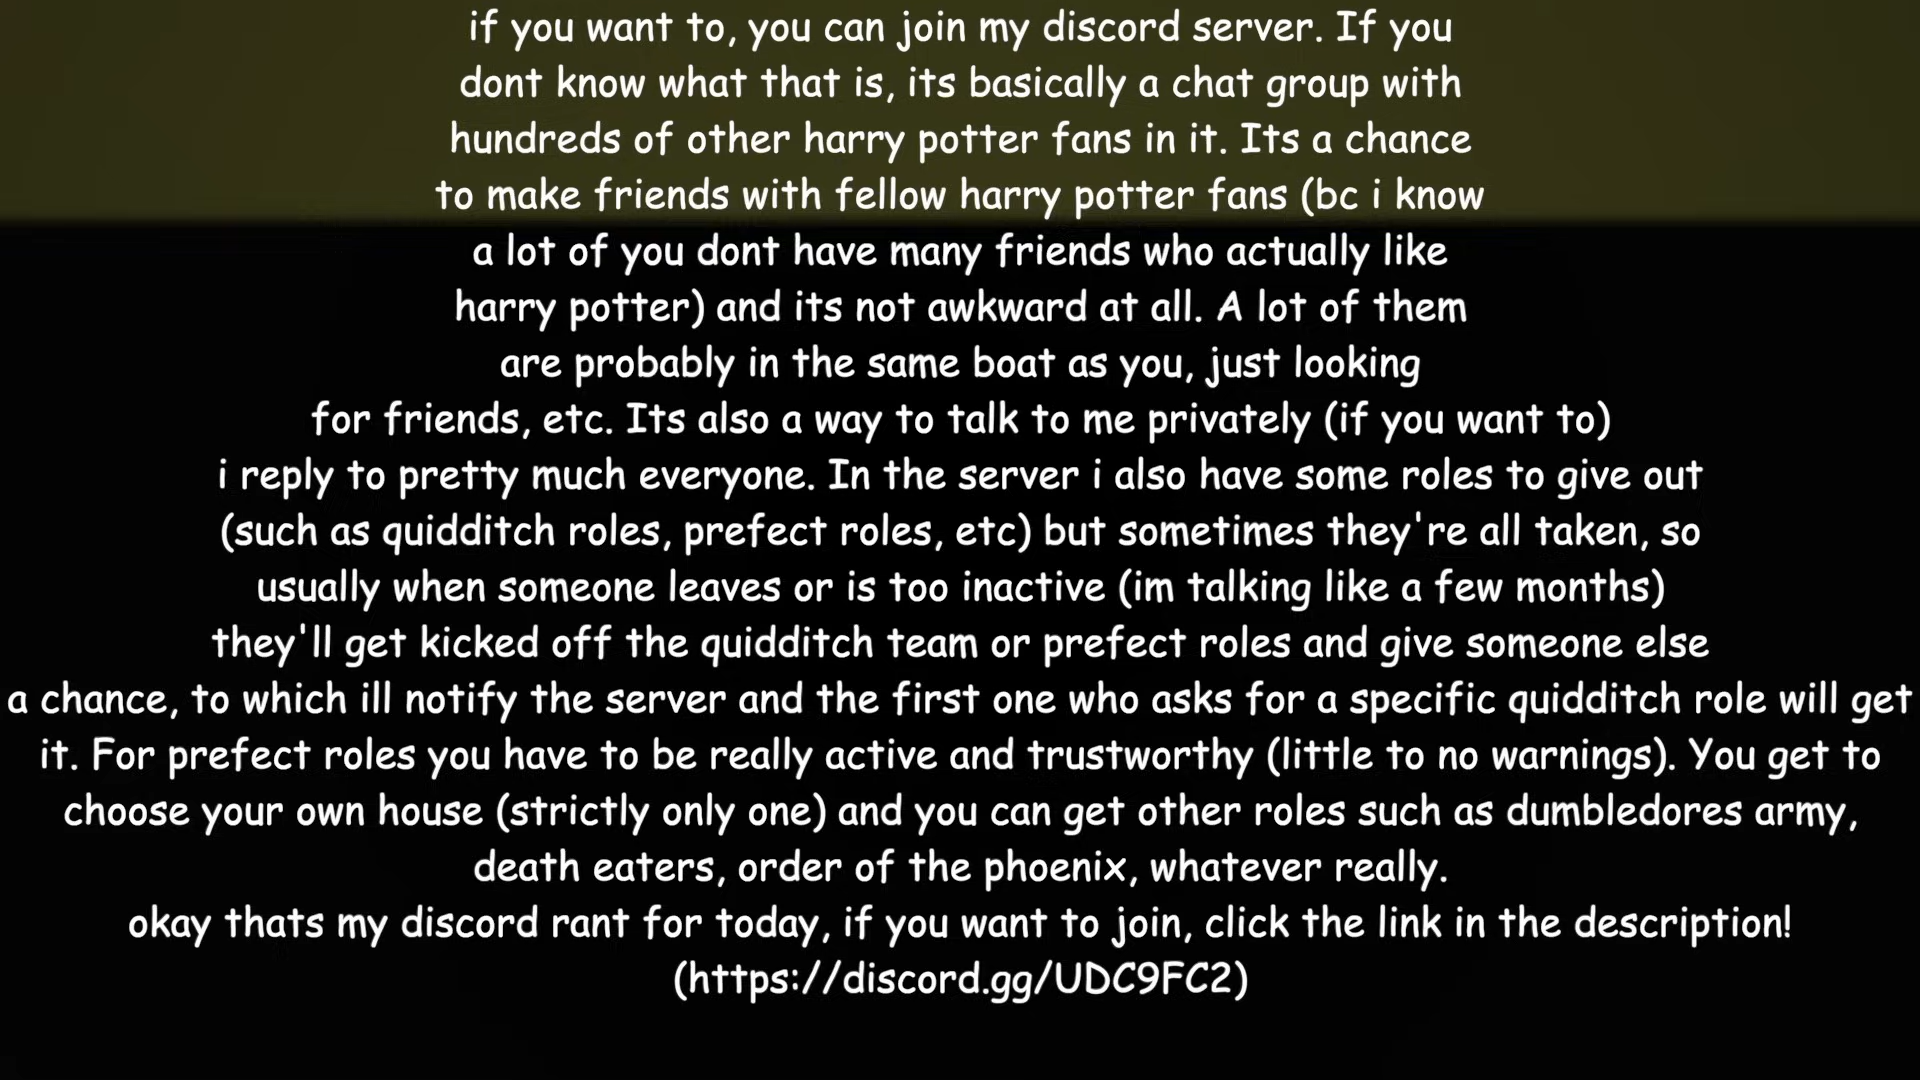 if you want to, you can join my discord server. If you
dont know what that is, its basically a chat group with
hundreds of other harry potter fans in it. Its a chance
to make friends with fellow harry potter fans (bc i know
a lot of you dont have many friends who actually like
harry potter) and its not awkward at all. A lot of them
are probably in the same boat as you, just looking
for friends, etc. Its also a way to talk to me privately (if you want to)
i reply to pretty much everyone. In the server i also have some roles to give out
(such as quidditch roles, prefect roles, etc) but sometimes they're all taken, so
usually when someone leaves or is too inactive (im talking like a few months)
they'll get kicked off the quidditch team or prefect roles and give someone else
a chance, to which ill notify the server and the first one who asks for a specific quidditch role will get
it. For prefect roles you have to be really active and trustworthy (little to no warnings). You get to
choose your own house (strictly only one) and you can get other roles such as dumbledores army,
death eaters, order of the phoenix, whatever really.
okay thats my discord rant for today, if you want to join, click the link in the description!
(https://discord.gg/UDC9FC2)